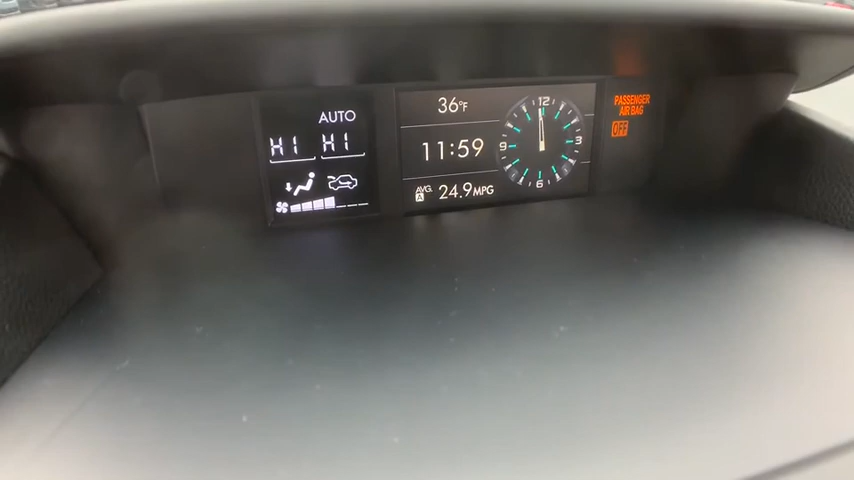 AUTO
HI HI
36°F
11:59
AVG.
A 24.9 MPG
12
3
6
9
PASSENGER
AIR BAG
OFF